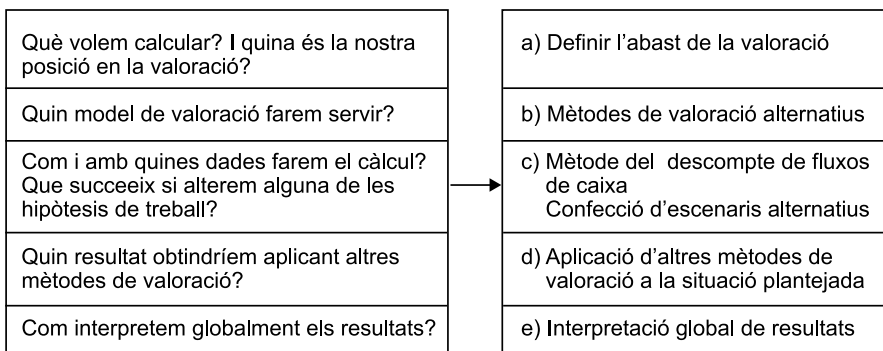 Què volem calcular? I quina és la nostra
posició en la valoració?
Quin model de valoració farem servir?
Com i amb quines dades farem el càlcul?
Que succeeix si alterem alguna de les
hipòtesis de treball?
Quin resultat obtindríem aplicant altres
mètodes de valoració?
Com interpretem globalment els resultats?
a) Definir l’abast de la valoració
b) Mètodes de valoració alternatius
c) Mètode del descompte de fluxos
de caixa
Confecció d’escenaris alternatius
d) Aplicació d’altres mètodes de
valoració a la situació plantejada
e) Interpretació global de resultats